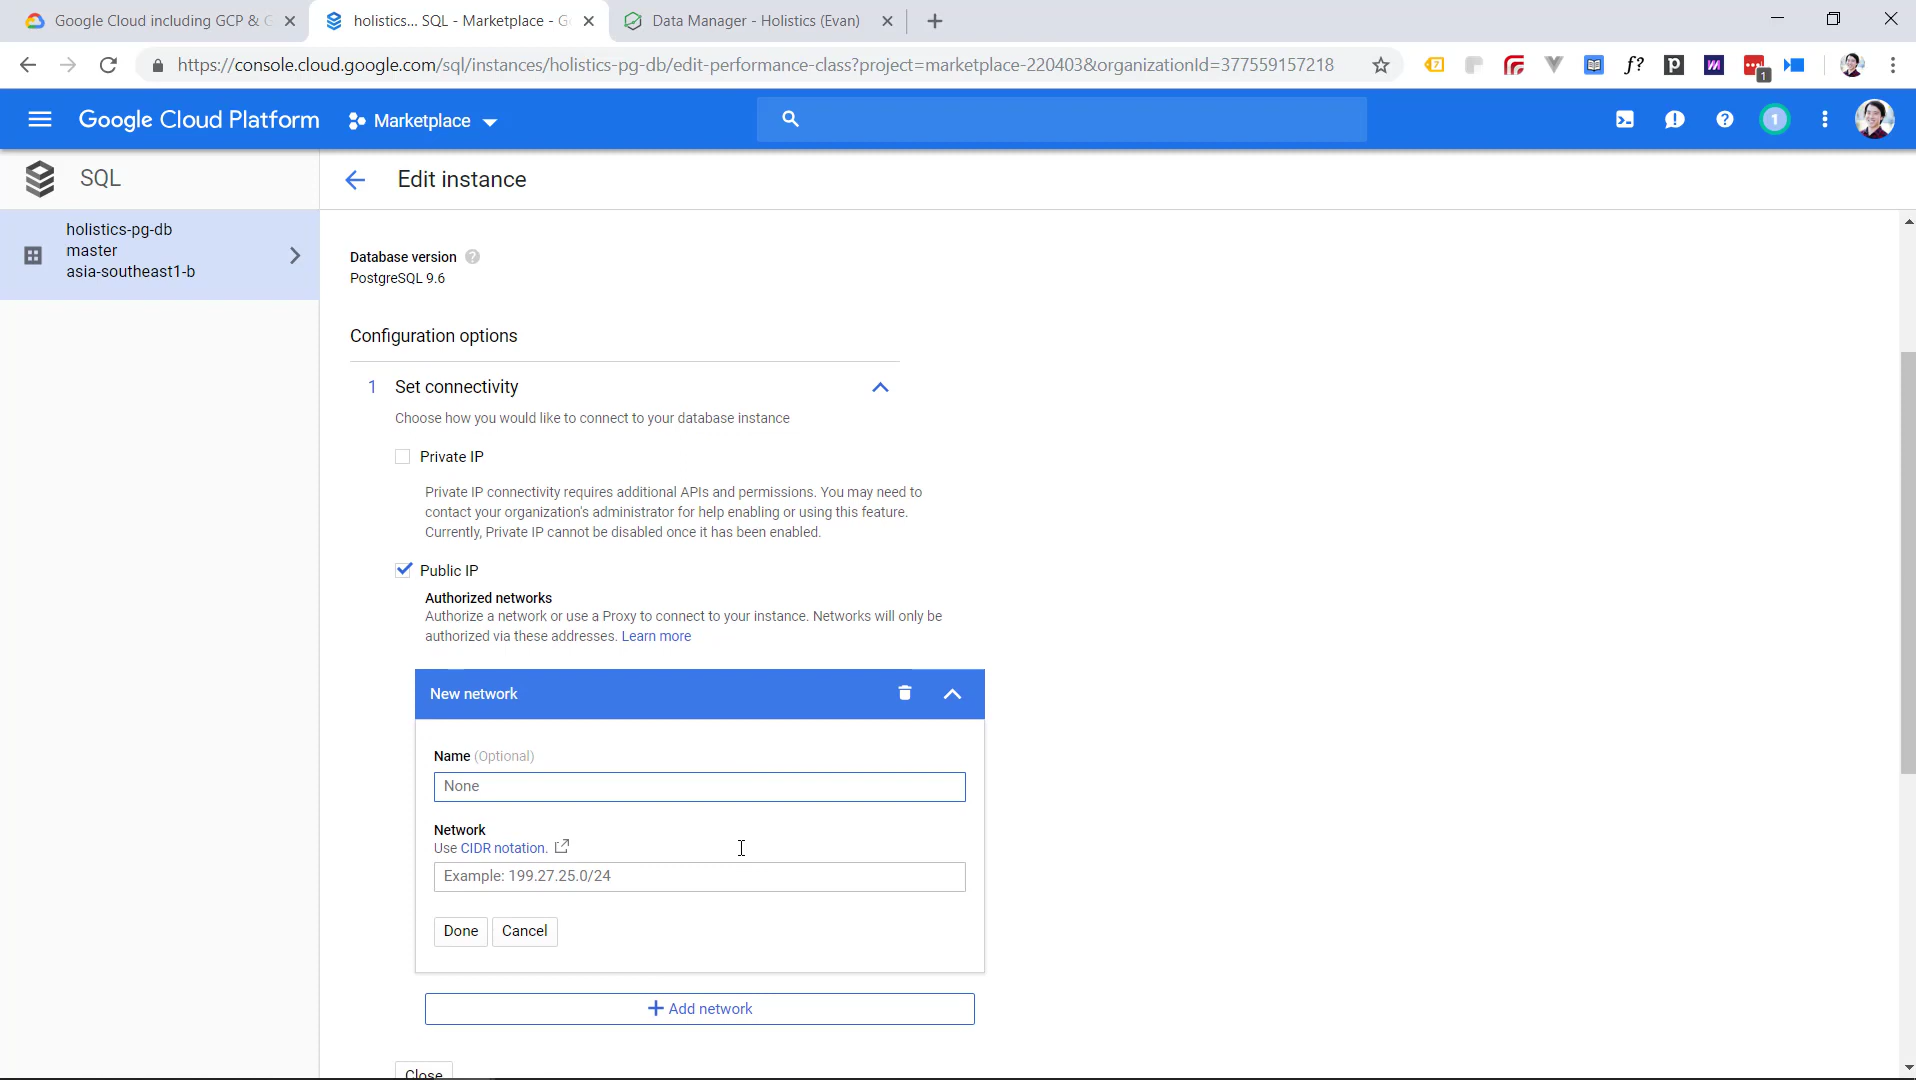 Google Cloud including GCP & G
holistics... SQL - Marketplace - G
Data Manager - Holistics (Evan)
https://console.cloud.google.com/sql/instances/holistics-pg-db/edit-performance-class?project=marketplace-220403&organizationId=377559157218
7
f?
p
1
Google Cloud Platform
Marketplace
1
SQL
Edit instance
holistics-pg-db
master
asia-southeast1-b
Database version
PostgreSQL 9.6
Configuration options
1 Set connectivity
Choose how you would like to connect to your database instance
Private IP
Private IP connectivity requires additional APIs and permissions. You may need to
contact your organization's administrator for help enabling or using this feature.
Currently, Private IP cannot be disabled once it has been enabled.
Public IP
Authorized networks
Authorize a network or use a Proxy to connect to your instance. Networks will only be
authorized via these addresses. Learn more
New network
Name (Optional)
None
Network
Use CIDR notation.
Example: 199.27.25.0/24
Done Cancel
+ Add network
Close